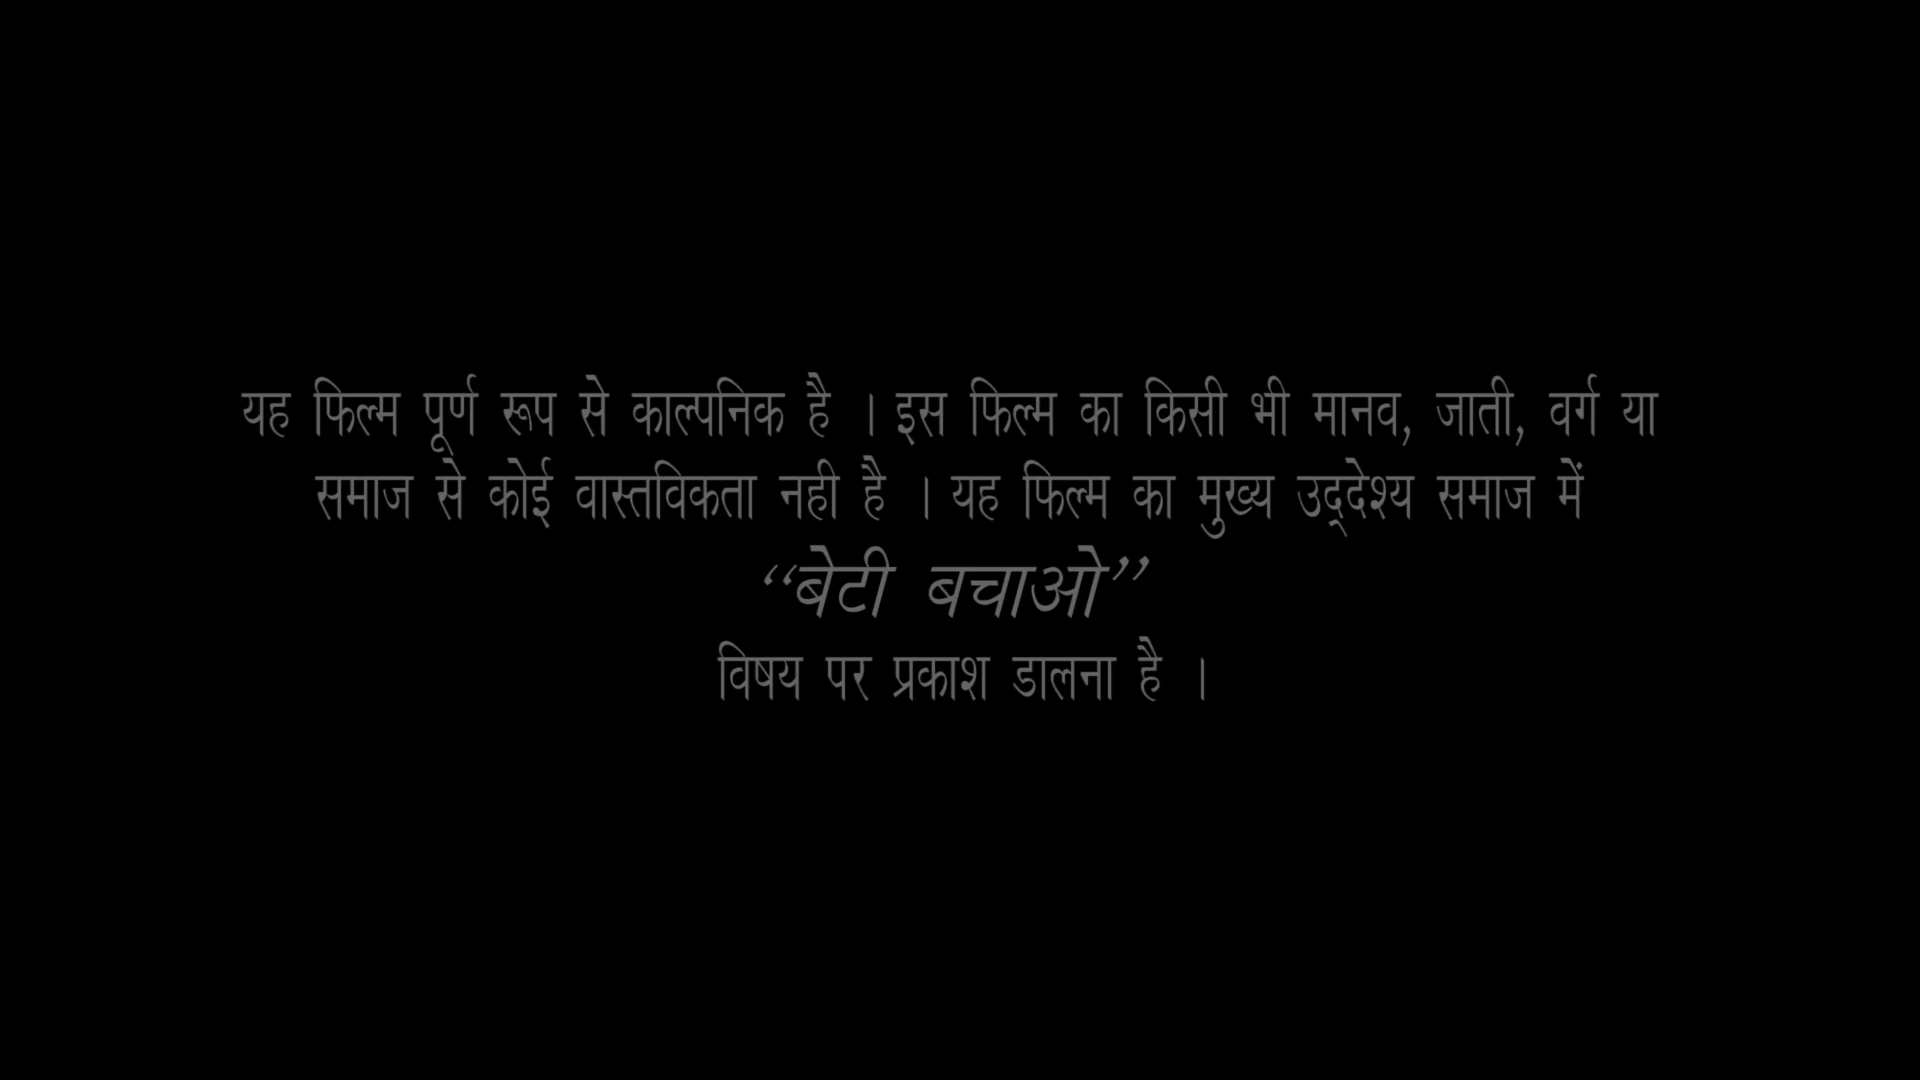 यह फिल्म पूर्ण रूप से काल्पनिक है । इस फिल्म का किसी भी मानव, जाती, वर्ग या
समाज से कोई वास्तविकता नही है । यह फिल्म का मुख्य उद्‌देश्य समाज में
“बेटी बचाओ”
विषय पर प्रकाश डालना है ।